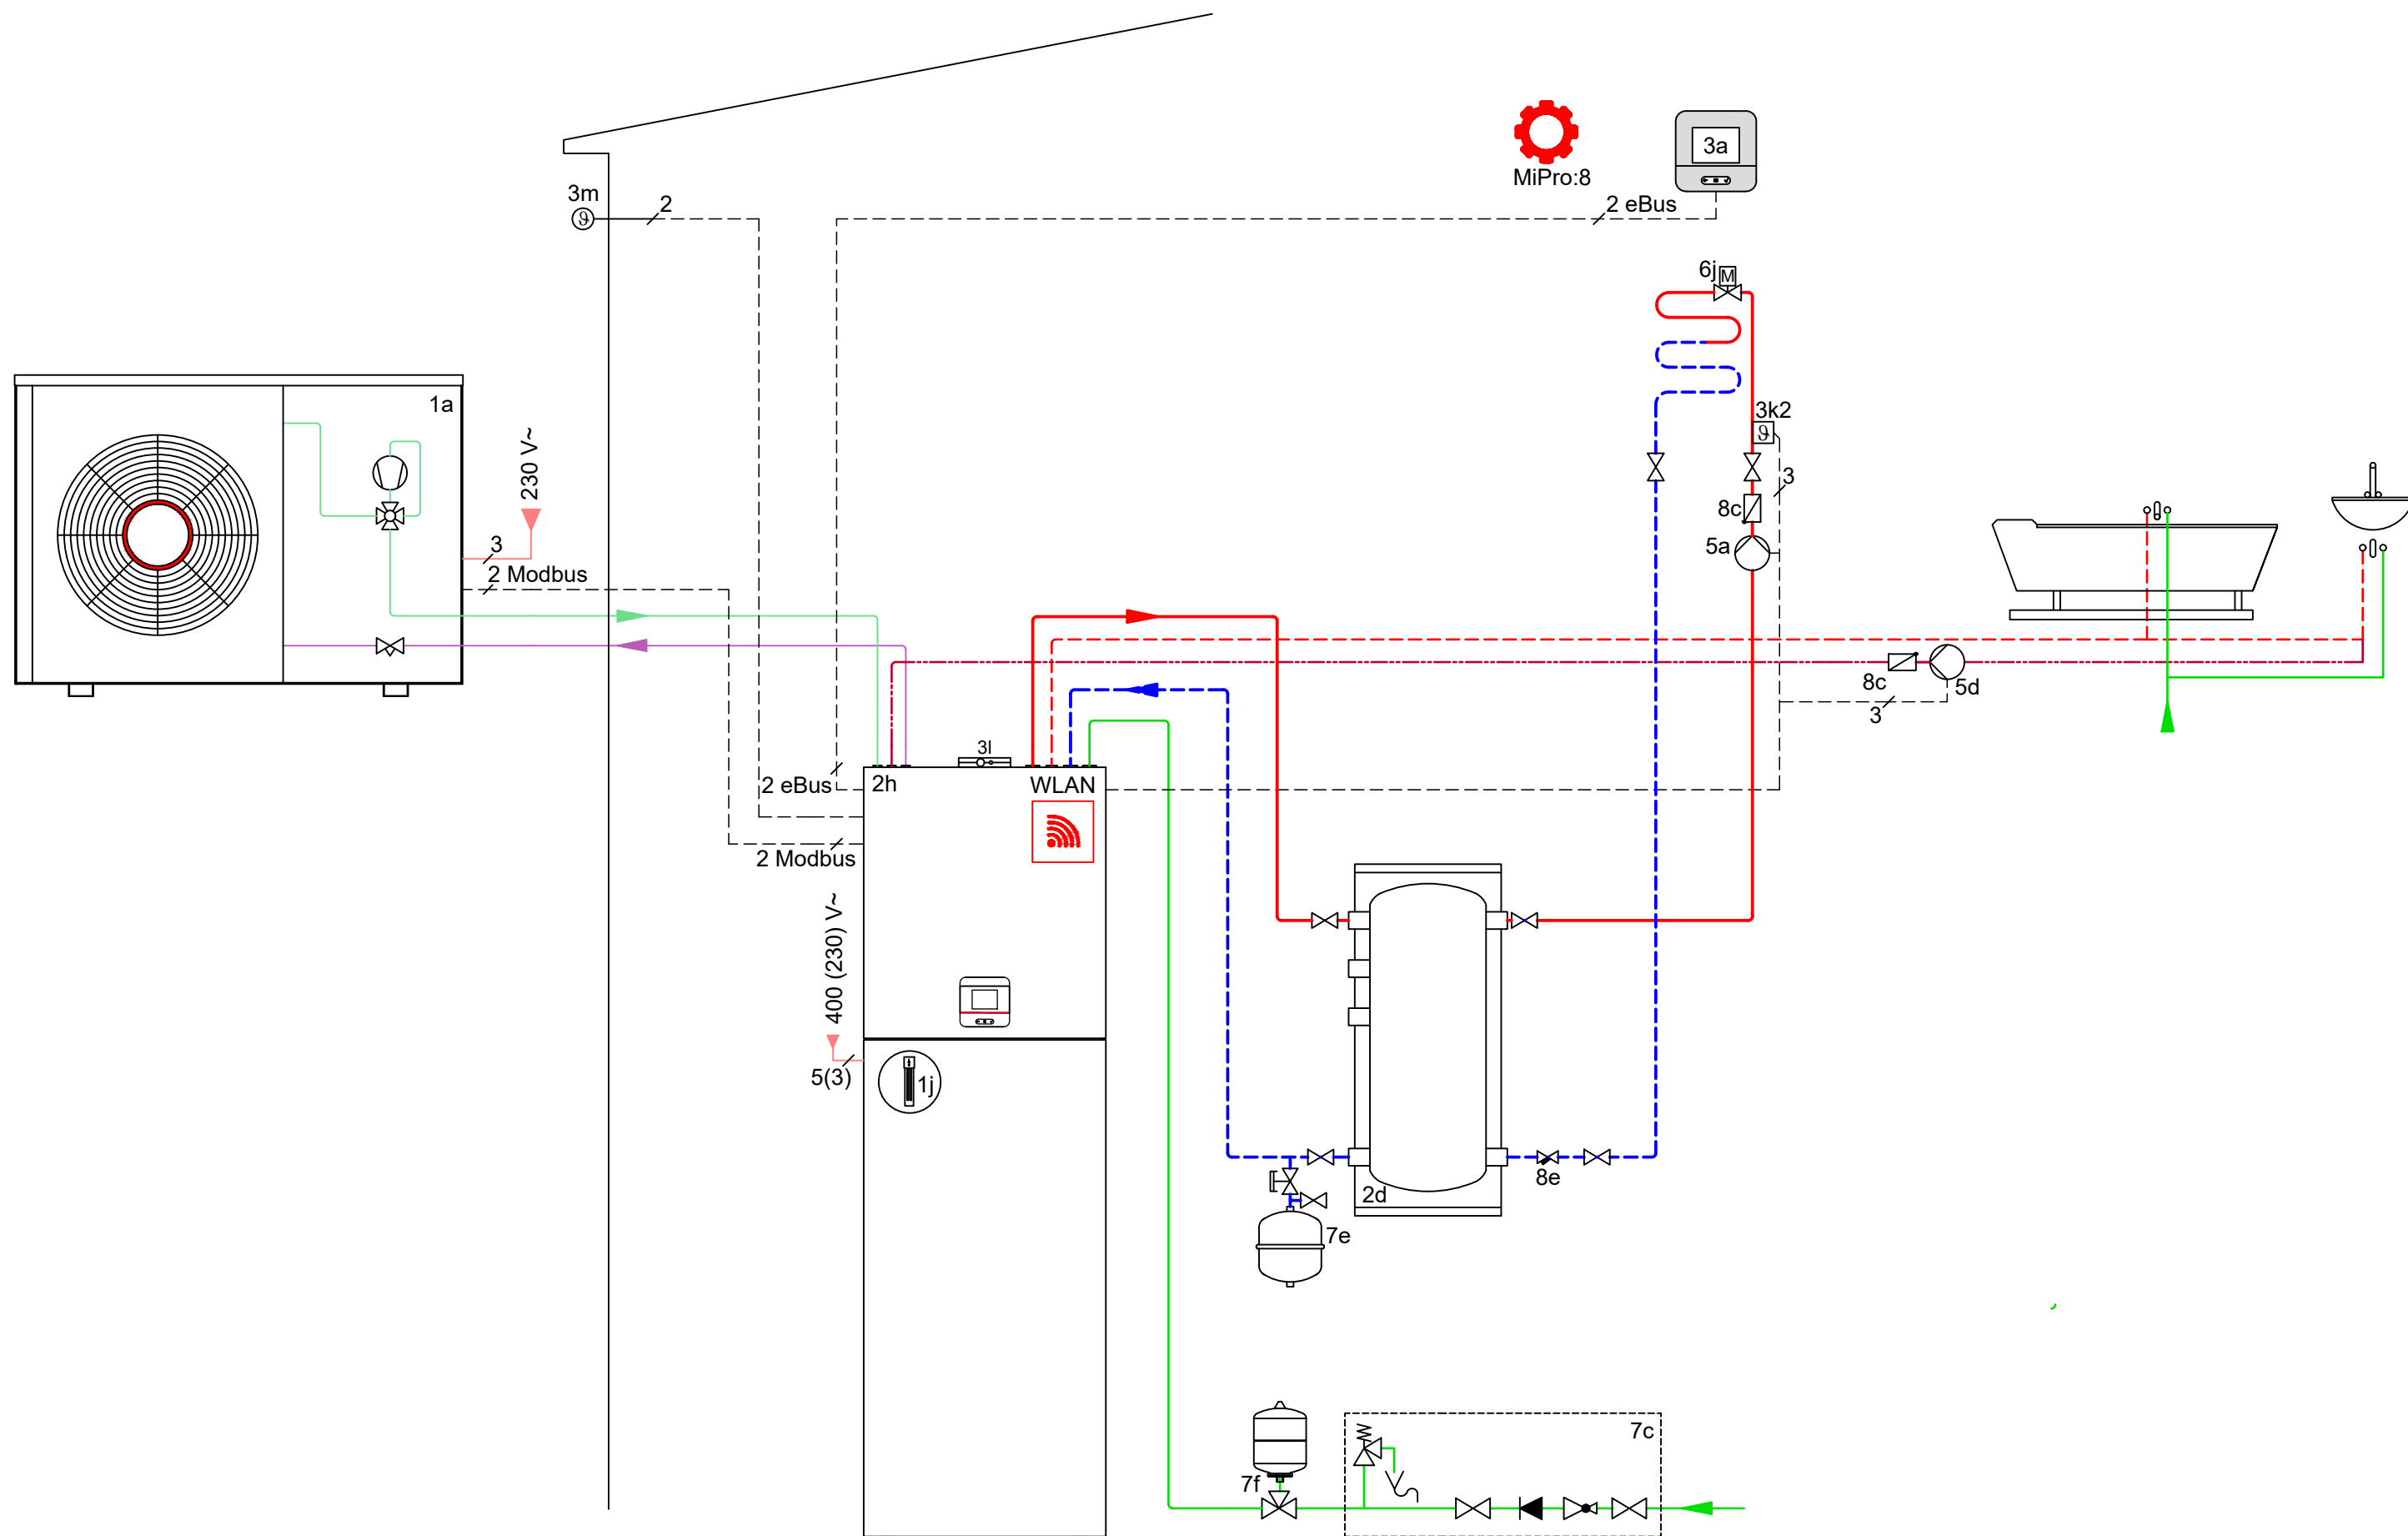 3a
MiPro:8
3m
2
2 eBus
6j
M
1a
3k2
ϑ
230 V~
3
8c
5a
3
2 Modbus
8c
5d
3
3l
2 eBus
2h
WLAN
2 Modbus
400 (230) V~
5(3)
1j
8e
2d
7e
7c
7f